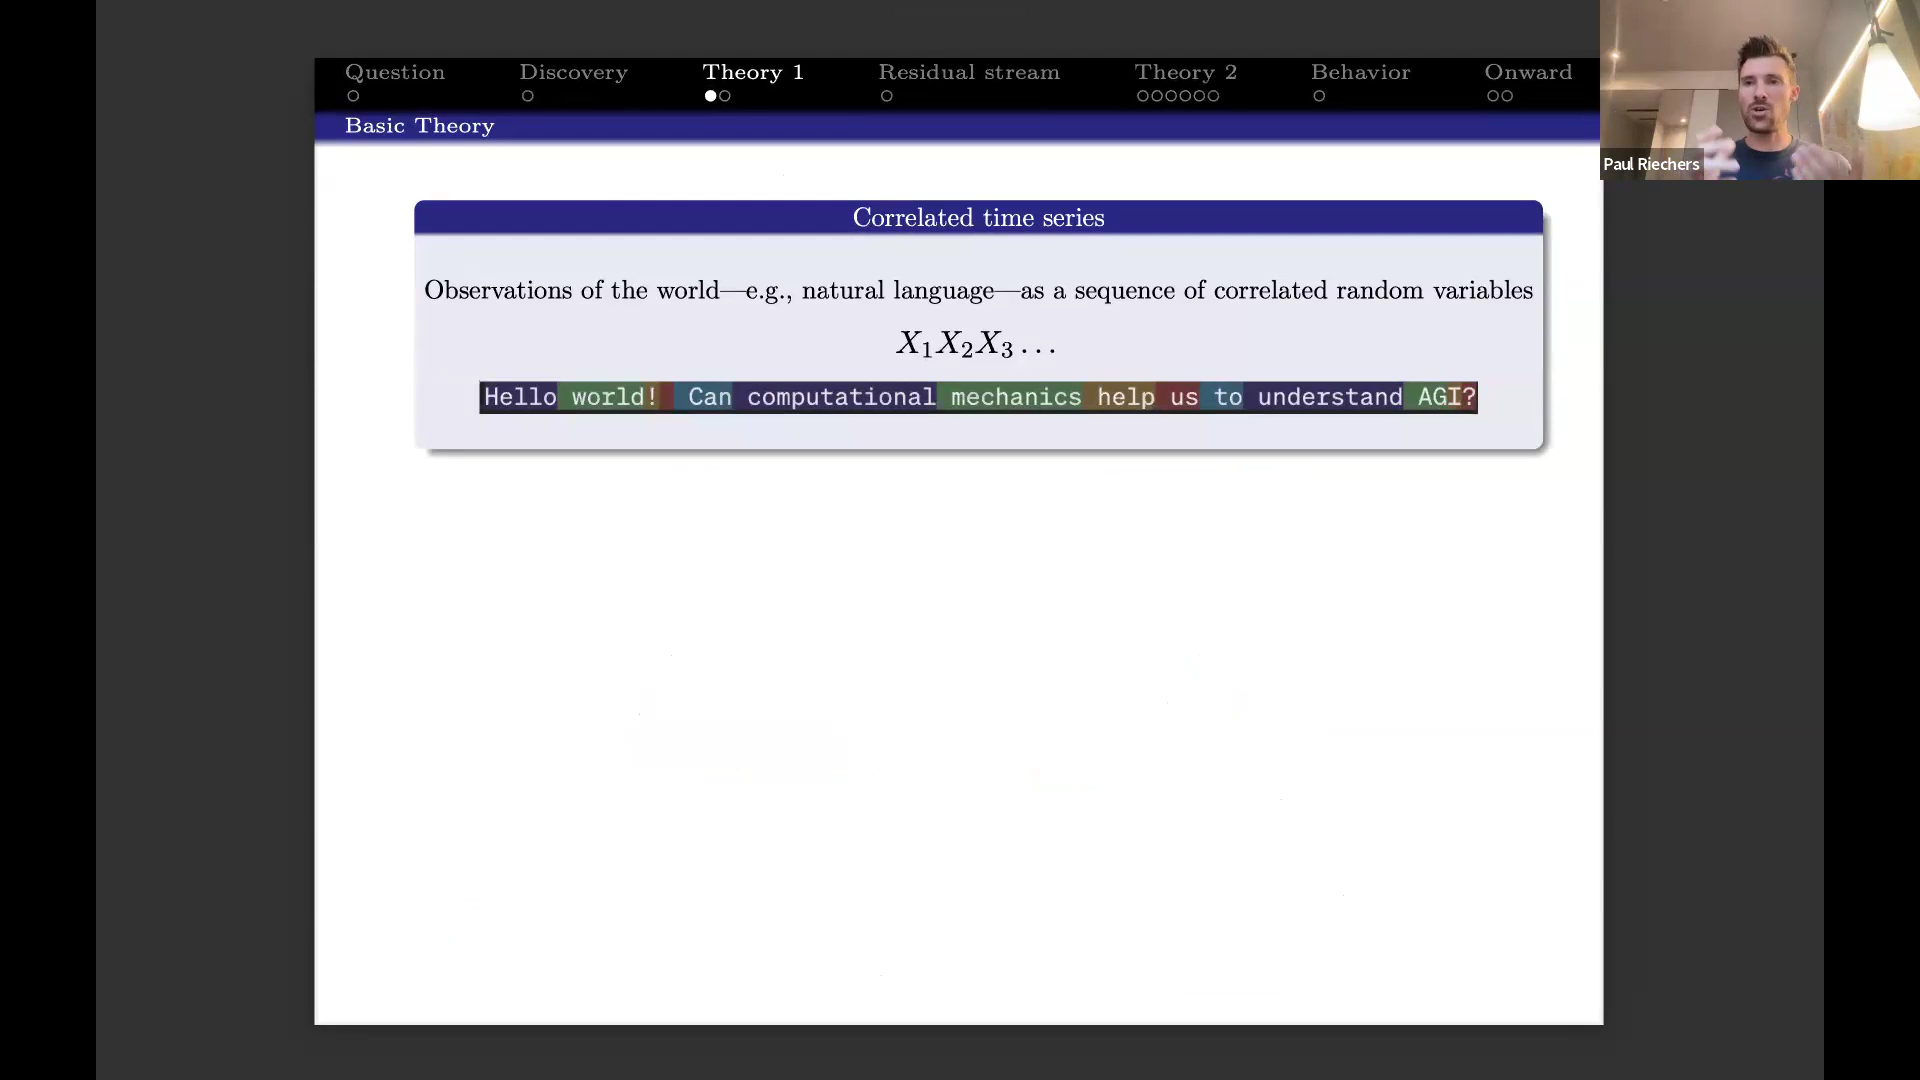 Question Discovery Theory 1 Residual stream Theory 2 Behavior Onward
Basic Theory
Paul Riechers
Correlated time series
Observations of the world—e.g., natural language—as a sequence of correlated random variables
X₁X₂X₃ . . .
Hello world! Can computational mechanics help us to understand AGI?